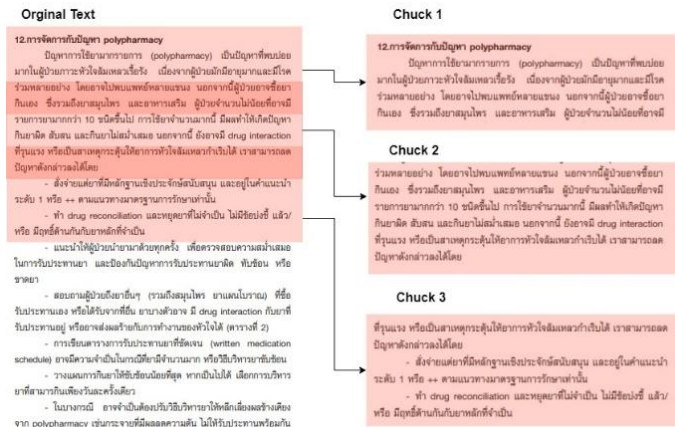 Orginal Text
12.การจัดการกับปัญหา polypharmacy
ปัญหาการใช้ยามากรายการ (polypharmacy) เป็นปัญหาที่พบบ่อย
มากในผู้ป่วยภาวะหัวใจล้มเหลวเรื้อรัง เนื่องจากผู้ป่วยมักมีอายุมากและมีโรค
ร่วมหลายอย่าง โดยอาจไปพบแพทย์หลายแขนง นอกจากนี้ผู้ป่วยอาจซื้อยา
กินเอง ซึ่งรวมถึงยาสมุนไพร และอาหารเสริม ผู้ป่วยจำนวนไม่น้อยที่อาจมี
รายการยามากกว่า 10 ชนิดขึ้นไป การใช้ยาจำนวนมากนี้ มีผลทำให้เกิดปัญหา
กินยาผิด สับสน และกินยาไม่สม่ำเสมอ นอกจากนี้ ยังอาจมี drug interaction
ที่รุนแรง หรือเป็นสาเหตุกระตุ้นให้อาการหัวใจล้มเหลวกำเริบได้ เราสามารถลด
ปัญหาดังกล่าวลงได้โดย
- สั่งจ่ายแต่ยาที่มีหลักฐานเชิงประจักษ์สนับสนุน และอยู่ในคำแนะนำ
ระดับ 1 หรือ ++ ตามแนวทางมาตรฐานการรักษาเท่านั้น
- ทำ drug reconciliation และหยุดยาที่ไม่จำเป็น ไม่มีข้อบ่งชี้ แล้ว/
หรือ มีฤทธิ์ต้านกันกับยาหลักที่จำเป็น
- แนะนำให้ผู้ป่วยนำยามาด้วยทุกครั้ง เพื่อตรวจสอบความสม่ำเสมอ
ในการรับประทานยา และป้องกันปัญหาการรับประทานยาผิด ทับซ้อน หรือ
ขาดยา
- สอบถามผู้ป่วยถึงยาอื่นๆ (รวมถึงสมุนไพร ยาแผนโบราณ) ที่ซื้อ
รับประทานเอง หรือได้รับจากที่อื่น ยาบางตัวอาจ มี drug interaction กับยาที่
รับประทานอยู่ หรืออาจส่งผลร้ายกับการทำงานของหัวใจได้ (ตารางที่ 2)
- การเขียนตารางการรับประทานยาที่ชัดเจน (written medication
schedule) อาจมีความจำเป็นในกรณีที่ยามีจำนวนมาก หรือวิธีบริหารยาซับซ้อน
- วางแผนการกินยาให้ซับซ้อนน้อยที่สุด หากเป็นไปได้ เลือกการบริหาร
ยาที่สามารถกินเพียงวันละครั้งเดียว
- ในบางกรณี อาจจำเป็นต้องปรับวิธีบริหารยาให้หลีกเลี่ยงผลข้างเคียง
จาก polypharmacy เช่นกระจายที่มีผลลดความดัน ไม่ให้รับประทานพร้อมกัน
Chuck 1
12.การจัดการกับปัญหา polypharmacy
ปัญหาการใช้ยามากรายการ (polypharmacy) เป็นปัญหาที่พบบ่อย
มากในผู้ป่วยภาวะหัวใจล้มเหลวเรื้อรัง เนื่องจากผู้ป่วยมักมีอายุมากและมีโรค
ร่วมหลายอย่าง โดยอาจไปพบแพทย์หลายแขนง นอกจากนี้ผู้ป่วยอาจซื้อยา
กินเอง ซึ่งรวมถึงยาสมุนไพร และอาหารเสริม ผู้ป่วยจำนวนไม่น้อยที่อาจมี
Chuck 2
ร่วมหลายอย่าง โดยอาจไปพบแพทย์หลายแขนง นอกจากนี้ผู้ป่วยอาจซื้อยา
กินเอง ซึ่งรวมถึงยาสมุนไพร และอาหารเสริม ผู้ป่วยจำนวนไม่น้อยที่อาจมี
รายการยามากกว่า 10 ชนิดขึ้นไป การใช้ยาจำนวนมากนี้ มีผลทำให้เกิดปัญหา
กินยาผิด สับสน และกินยาไม่สม่ำเสมอ นอกจากนี้ ยังอาจมี drug interaction
ที่รุนแรง หรือเป็นสาเหตุกระตุ้นให้อาการหัวใจล้มเหลวกำเริบได้ เราสามารถลด
ปัญหาดังกล่าวลงได้โดย
Chuck 3
ที่รุนแรง หรือเป็นสาเหตุกระตุ้นให้อาการหัวใจล้มเหลวกำเริบได้ เราสามารถลด
ปัญหาดังกล่าวลงได้โดย
- สั่งจ่ายแต่ยาที่มีหลักฐานเชิงประจักษ์สนับสนุน และอยู่ในคำแนะนำ
ระดับ 1 หรือ ++ ตามแนวทางมาตรฐานการรักษาเท่านั้น
- ทำ drug reconciliation และหยุดยาที่ไม่จำเป็น ไม่มีข้อบ่งชี้ แล้ว/
หรือ มีฤทธิ์ต้านกันกับยาหลักที่จำเป็น